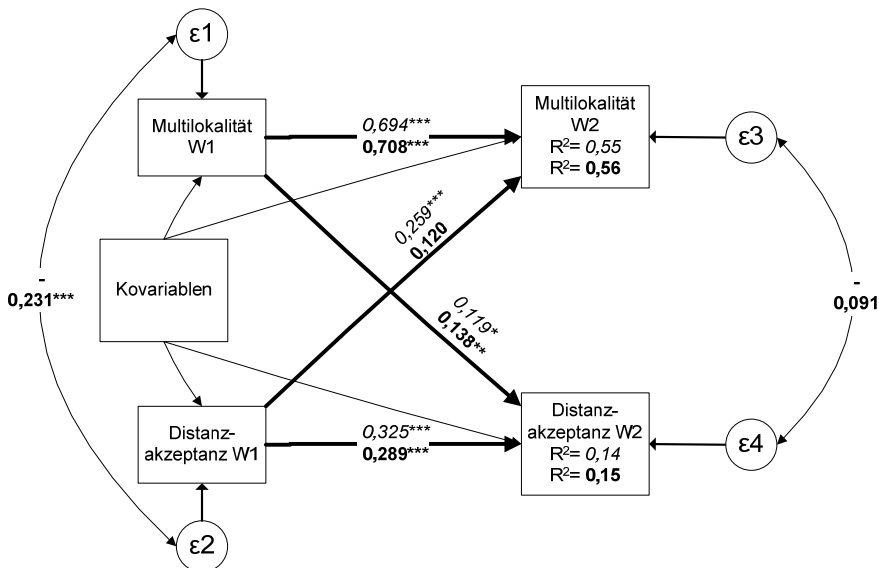 ε1
Multilokalität
W1
0,694***
0,708***
Multilokalität
W2
R²= 0,55
R²= 0,56
ε3
0,259***
0,120
Kovariablen
-
0,231***
-
0,091
0,119*
0,138**
Distanz-
akzeptanz W1
0,325***
0,289***
Distanz-
akzeptanz W2
R²= 0,14
R²= 0,15
ε4
ε2